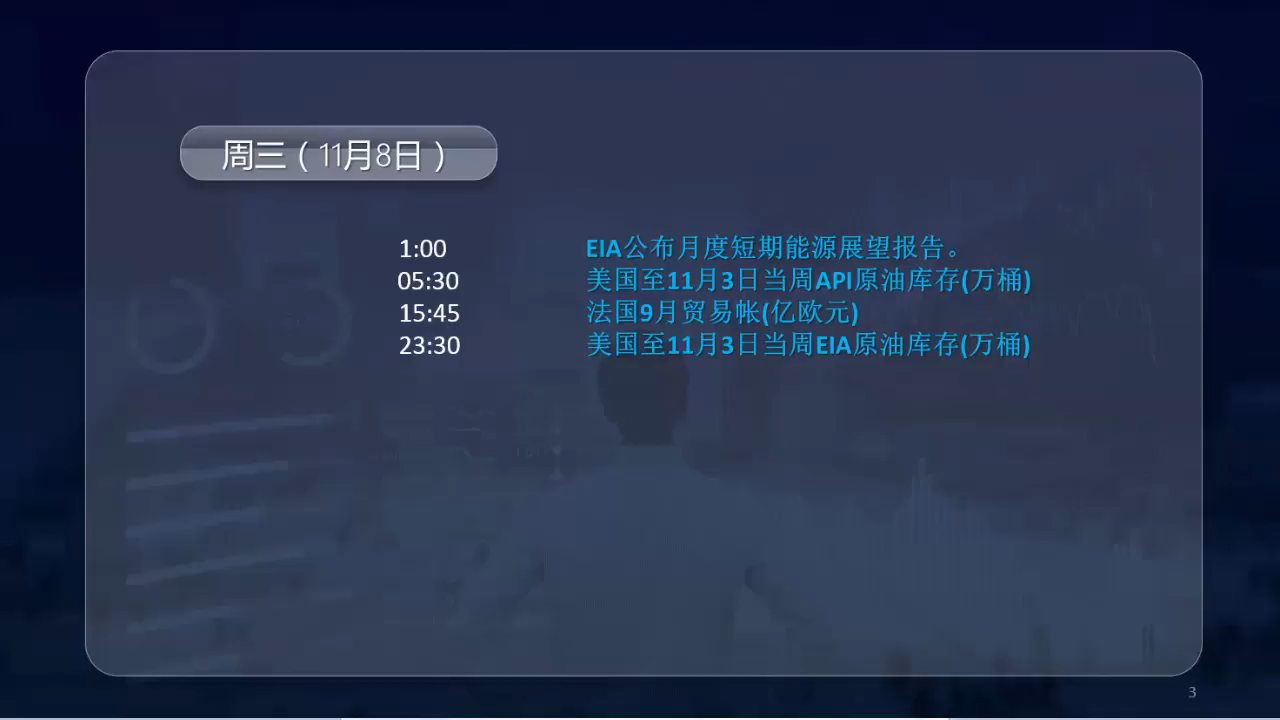 周三（11月8日）
1:00 EIA公布月度短期能源展望报告。
05:30 美国至11月3日当周API原油库存(万桶)
15:45 法国9月贸易帐(亿欧元)
23:30 美国至11月3日当周EIA原油库存(万桶)
3